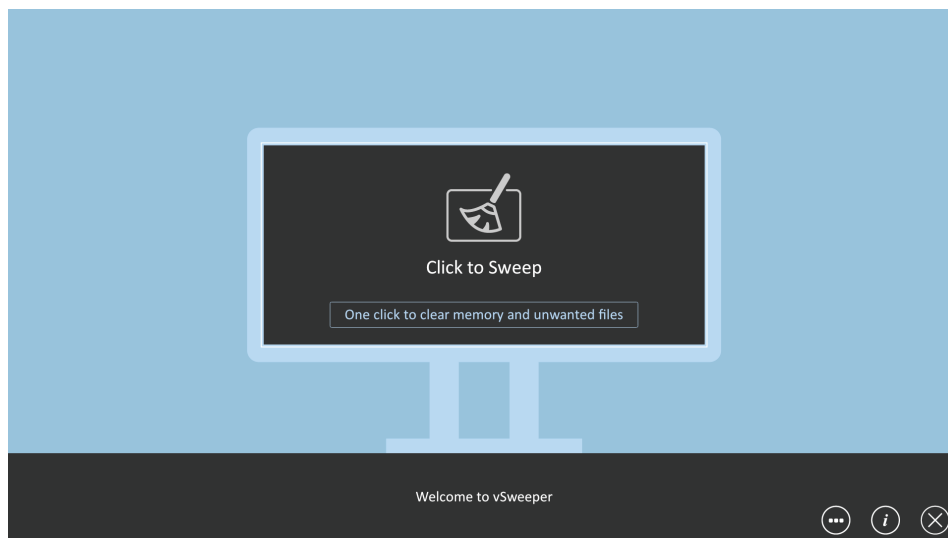 Click to Sweep
One click to clear memory and unwanted files
Welcome to vSweeper
i